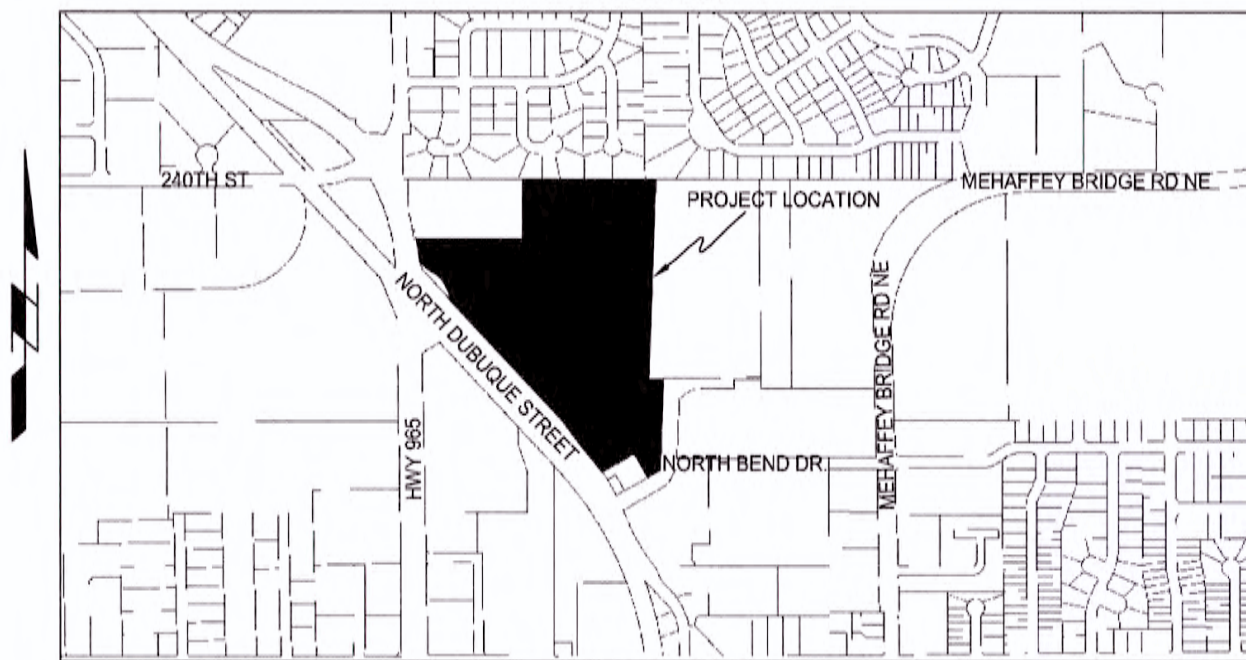 240TH ST
MEHAFFEY BRIDGE RD NE
PROJECT LOCATION
NORTH DUBUQUE STREET
MEHAFFEY BRIDGE RD NE
HWY 965
NORTH BEND DR.